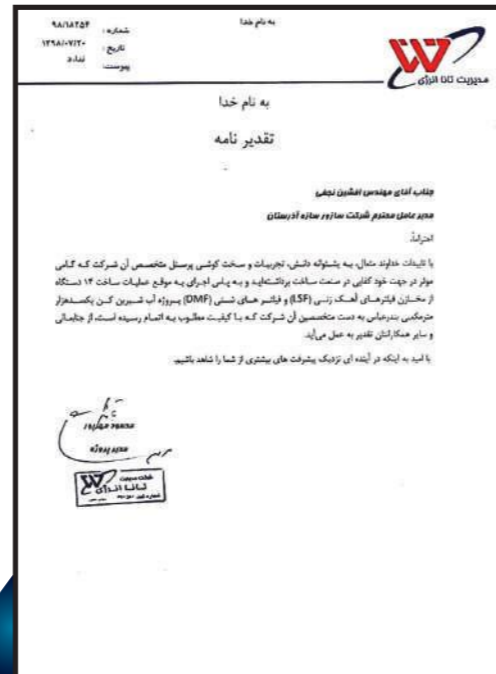 به نام خدا
شماره : ۹۸/۱۸۲۵۴
تاریخ : ۱۳۹۸/۰۷/۲۰
پیوست: ندارد
مدیریت تانا انرژی
به نام خدا
تقدیر نامه
جناب آقای مهندس افشین نجفی
مدیر عامل محترم شرکت سازور سازه آذرستان
احتراماً،
با تاییدات خداوند متعال، به پشتوانه دانش، تجربیات و سخت کوشی پرسنل متخصص آن شرکت که گامی
موثر در جهت خود کفایی در صنعت ساخت برداشته‌اید و به پاس اجرای به موقع عملیات ساخت ۱۴ دستگاه
از مخازن فیلترهای آهک زنی (LSF) و فیلتر های شنی (DMF) پروژه آب شیرین کن یکصدهزار
مترمکعبی بندرعباس به دست متخصصین آن شرکت که با کیفیت مطلوب به اتمام رسیده است، از جنابعالی
و سایر همکارانتان تقدیر به عمل می‌آید.
با امید به اینکه در آینده ای نزدیک پیشرفت های بیشتری از شما را شاهد باشیم.
محمود مهرپور
مدیر پروژه
تانا انرژی